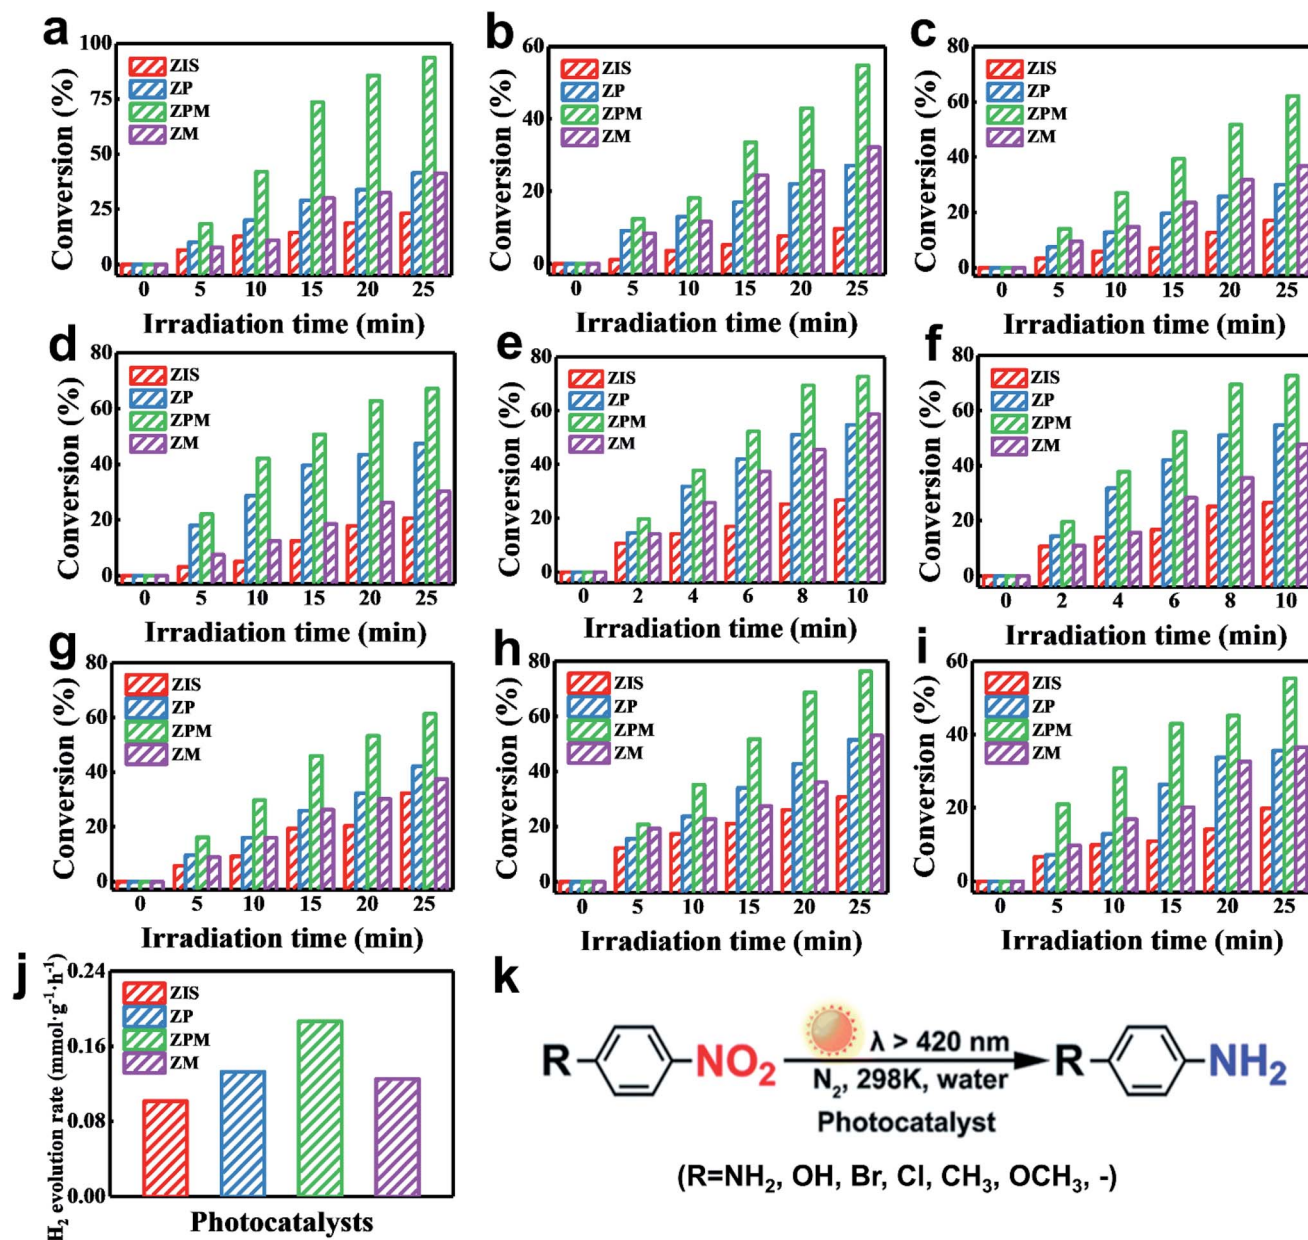 a
Conversion (%)
100
75
50
25
0
ZIS
ZP
ZPM
ZM
0 5 10 15 20 25
Irradiation time (min)
b
Conversion (%)
60
40
20
0
ZIS
ZP
ZPM
ZM
0 5 10 15 20 25
Irradiation time (min)
c
Conversion (%)
80
60
40
20
0
ZIS
ZP
ZPM
ZM
0 5 10 15 20 25
Irradiation time (min)
d
Conversion (%)
80
60
40
20
0
ZIS
ZP
ZPM
ZM
0 5 10 15 20 25
Irradiation time (min)
e
Conversion (%)
80
60
40
20
0
ZIS
ZP
ZPM
ZM
0 2 4 6 8 10
Irradiation time (min)
f
Conversion (%)
80
60
40
20
0
ZIS
ZP
ZPM
ZM
0 2 4 6 8 10
Irradiation time (min)
g
Conversion (%)
80
60
40
20
0
ZIS
ZP
ZPM
ZM
0 5 10 15 20 25
Irradiation time (min)
h
Conversion (%)
80
60
40
20
0
ZIS
ZP
ZPM
ZM
0 5 10 15 20 25
Irradiation time (min)
i
Conversion (%)
60
40
20
0
ZIS
ZP
ZPM
ZM
0 5 10 15 20 25
Irradiation time (min)
j
H₂ evolution rate (mmol·g⁻¹·h⁻¹)
0.24
0.16
0.08
0.00
ZIS
ZP
ZPM
ZM
Photocatalysts
k
R
NO₂
λ > 420 nm
N₂, 298K, water
Photocatalyst
R
NH₂
(R=NH₂, OH, Br, Cl, CH₃, OCH₃, -)